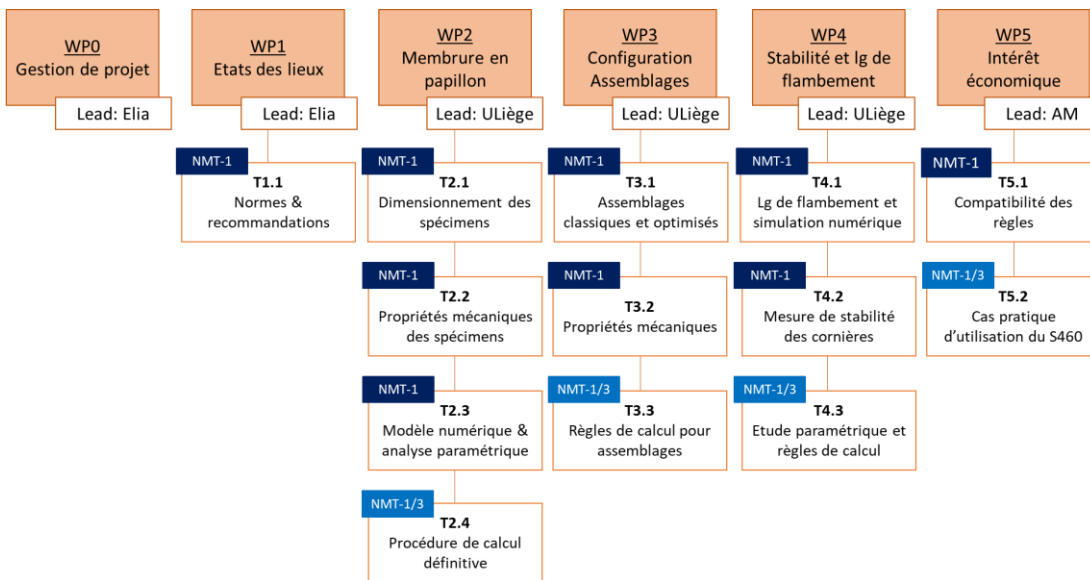 WP0
Gestion de projet
Lead: Elia
WP1
Etats des lieux
Lead: Elia
NMT-1
T1.1
Normes &
recommandations
WP2
Membrure en
papillon
Lead: ULiège
NMT-1
T2.1
Dimensionnement des
spécimens
NMT-1
T2.2
Propriétés mécaniques
des spécimens
NMT-1
T2.3
Modèle numérique &
analyse paramétrique
NMT-1/3
T2.4
Procédure de calcul
définitive
WP3
Configuration
Assemblages
Lead: ULiège
NMT-1
T3.1
Assemblages
classiques et optimisés
NMT-1
T3.2
Propriétés mécaniques
NMT-1/3
T3.3
Règles de calcul pour
assemblages
WP4
Stabilité et lg de
flambement
Lead: ULiège
NMT-1
T4.1
Lg de flambement et
simulation numérique
NMT-1
T4.2
Mesure de stabilité
des cornières
NMT-1/3
T4.3
Etude paramétrique et
règles de calcul
WP5
Intérêt
économique
Lead: AM
NMT-1
T5.1
Compatibilité des
règles
NMT-1/3
T5.2
Cas pratique
d'utilisation du S460